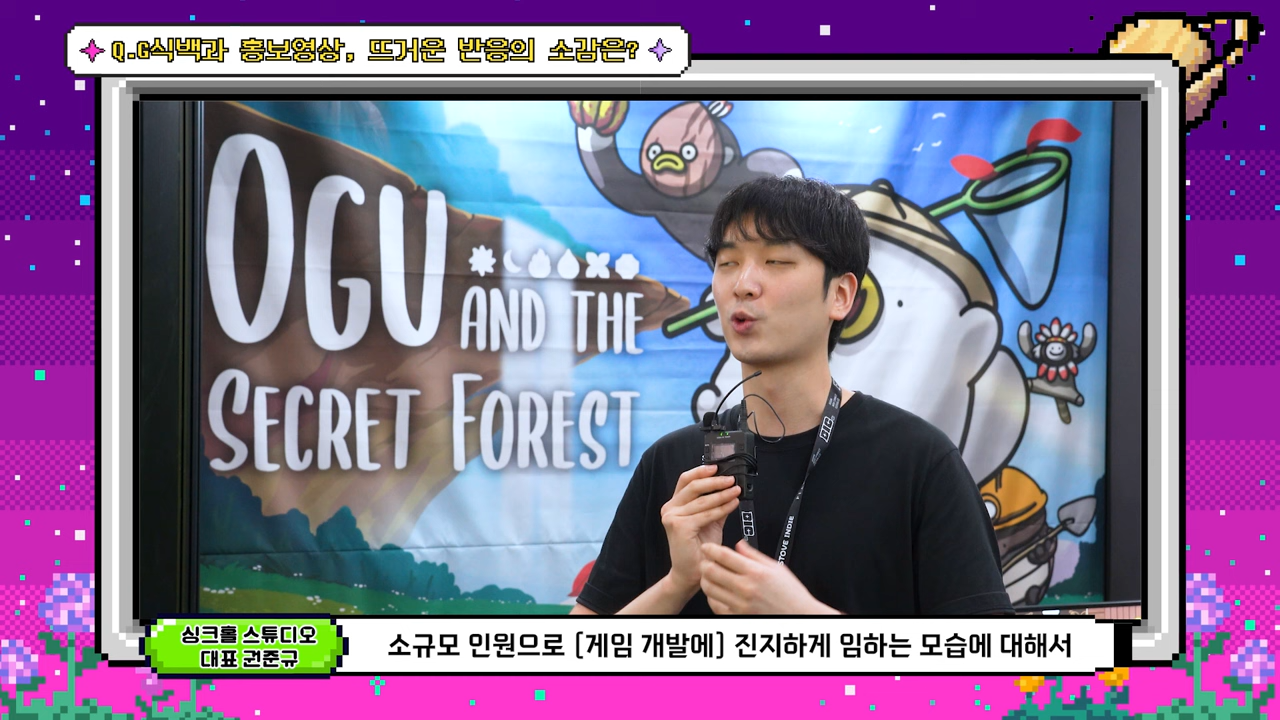 Q.G식백과 홍보영상, 뜨거운 반응의 소감은?
OGU
AND THE
SECRET FOREST
BIC
STOVE INDIE
싱크홀 스튜디오
대표 권준규
소규모 인원으로 [게임 개발에] 진지하게 임하는 모습에 대해서